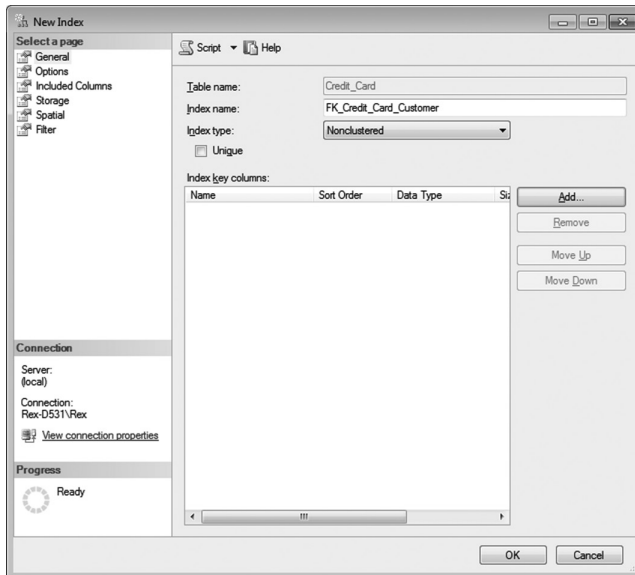 New Index
Select a page
General
Options
Included Columns
Storage
Spatial
Filter
Script
Help
Table name:
Credit_Card
Index name:
FK_Credit_Card_Customer
Index type:
Nonclustered
Unique
Index key columns:
Name Sort Order Data Type Siz
Add...
Remove
Move Up
Move Down
Connection
Server:
(local)
Connection:
Rex-D531\Rex
View connection properties
Progress
Ready
OK
Cancel